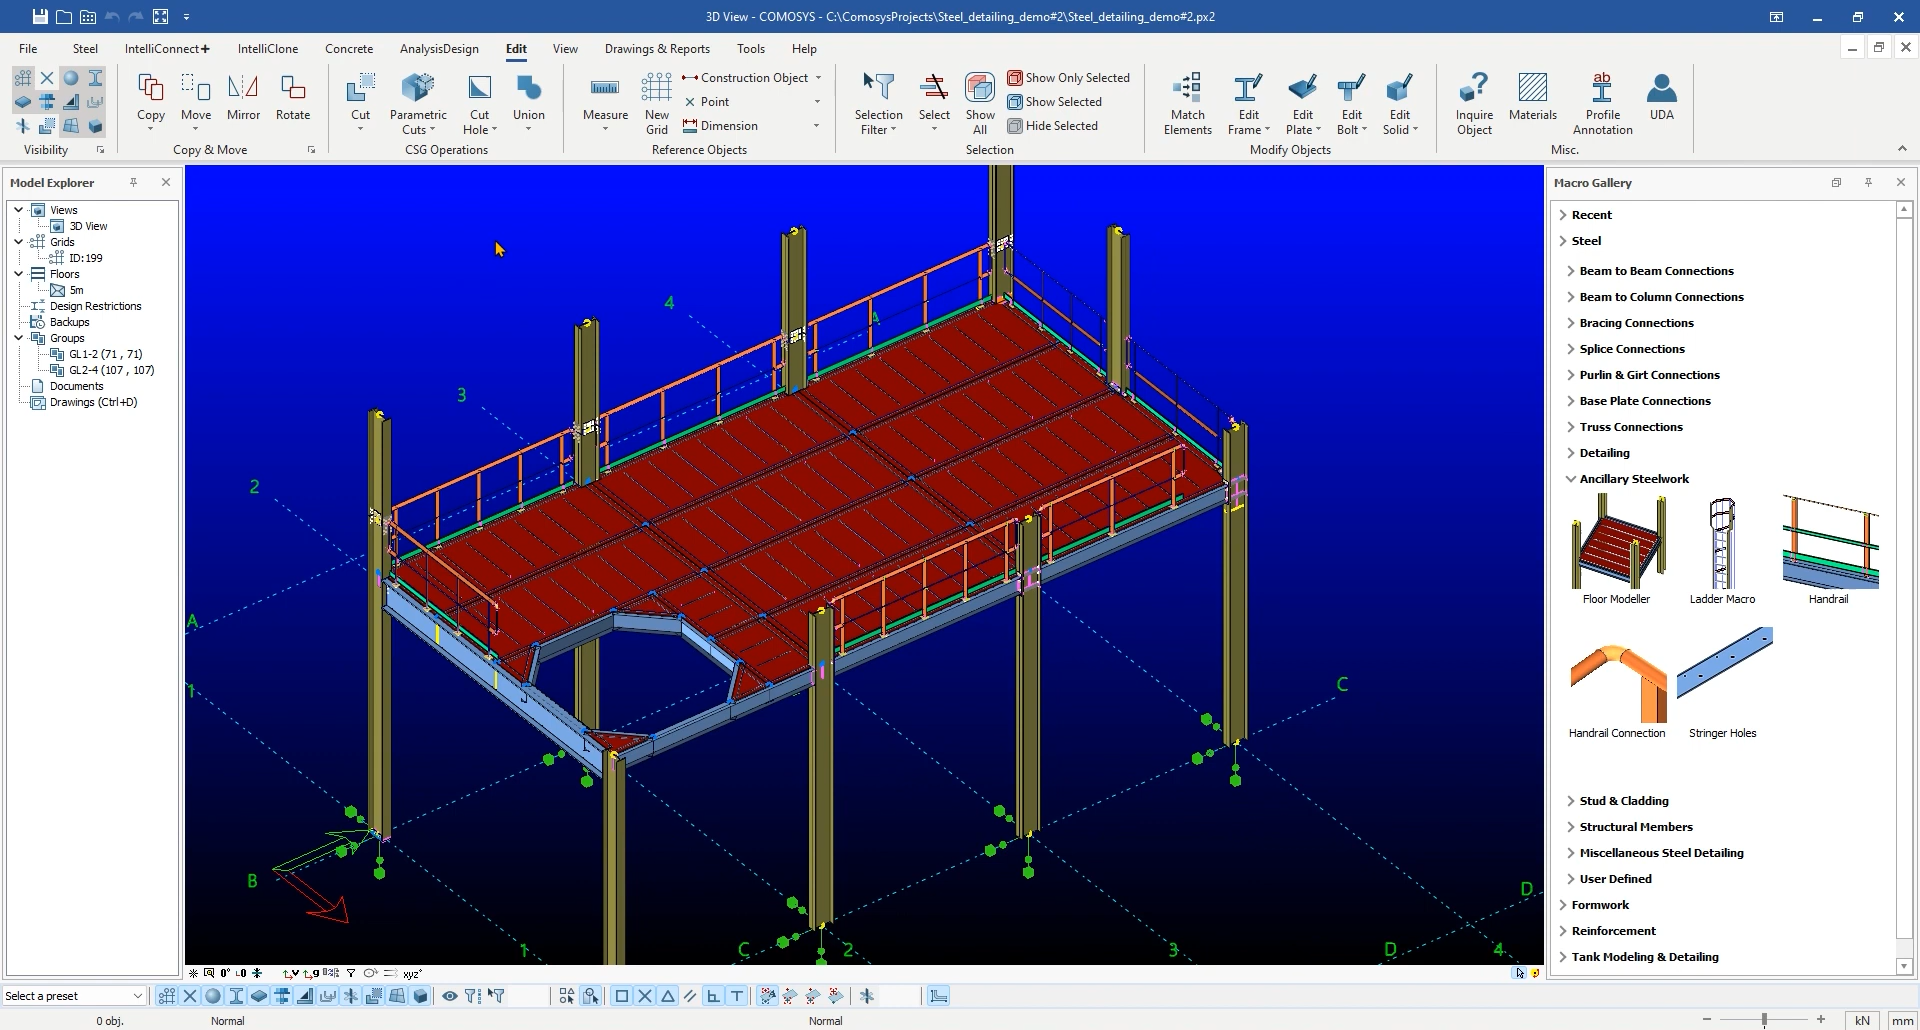 3D View - COMOSYS - C:\ComosysProjects\Steel_detailing_demo#2\Steel_detailing_demo#2.px2
File Steel IntelliConnect+ IntelliClone Concrete AnalysisDesign Edit View Drawings & Reports Tools Help
Visibility
Copy Move Mirror Rotate
Copy & Move
Cut Parametric Cuts Cut Hole Union
CSG Operations
Measure New Grid
Construction Object
Point
Dimension
Reference Objects
Selection Filter Select Show All
Show Only Selected
Show Selected
Hide Selected
Selection
Match Elements Edit Frame Edit Plate Edit Bolt Edit Solid
Modify Objects
Inquire Object Materials ab Profile Annotation UDA
Misc.
Model Explorer
Views
3D View
Grids
ID:199
Floors
5m
Design Restrictions
Backups
Groups
GL1-2 (71 , 71)
GL2-4 (107 , 107)
Documents
Drawings (Ctrl+D)
4
A
3
2
A
1
C
B
D
1
C
2
3
D
4
Macro Gallery
Recent
Steel
Beam to Beam Connections
Beam to Column Connections
Bracing Connections
Splice Connections
Purlin & Girt Connections
Base Plate Connections
Truss Connections
Detailing
Ancillary Steelwork
Floor Modeller Ladder Macro Handrail
Handrail Connection Stringer Holes
Stud & Cladding
Structural Members
Miscellaneous Steel Detailing
User Defined
Formwork
Reinforcement
Tank Modeling & Detailing
xyz
Select a preset
0 obj. Normal Normal kN mm